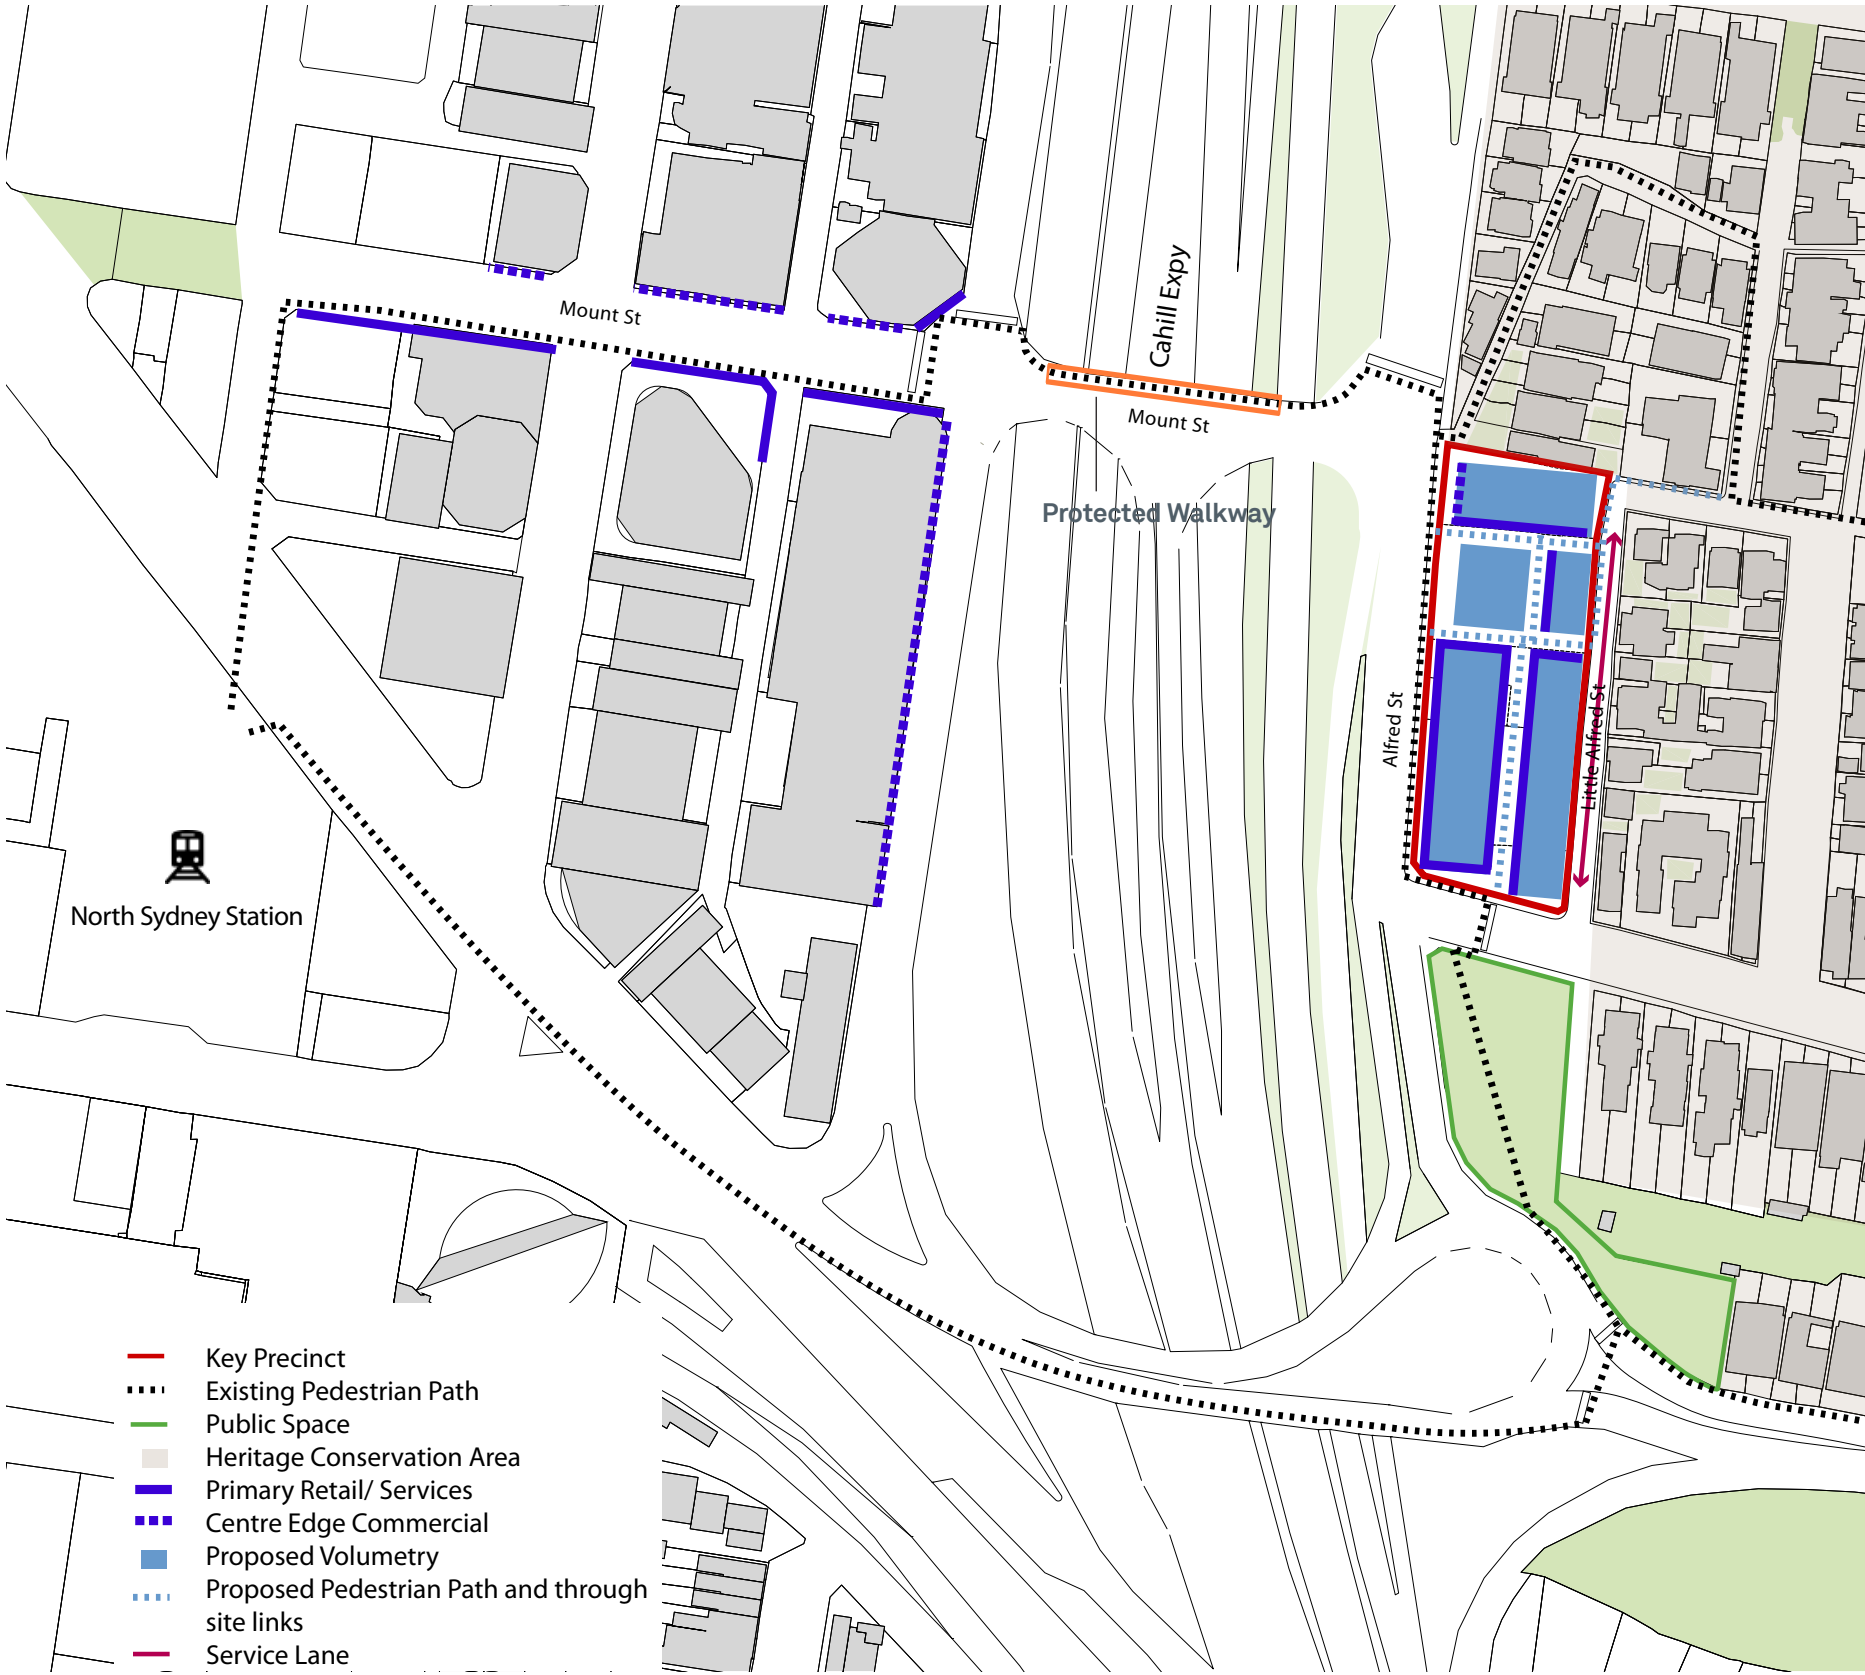 Mount St
Cahill Expy
Mount St
Protected Walkway
Alfred St
Little Alfred St
North Sydney Station
Key Precinct
Existing Pedestrian Path
Public Space
Heritage Conservation Area
Primary Retail/ Services
Centre Edge Commercial
Proposed Volumetry
Proposed Pedestrian Path and through
site links
Service Lane